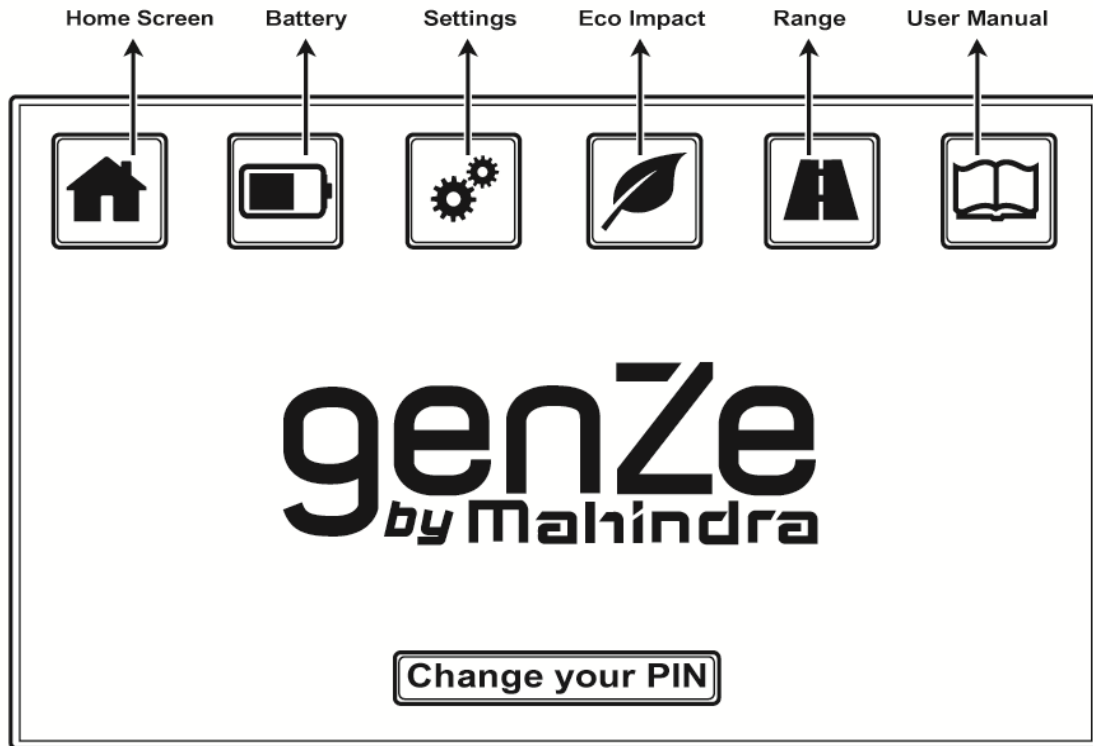 Home Screen Battery Settings Eco Impact Range User Manual
genZe
by Mahindra
Change your PIN